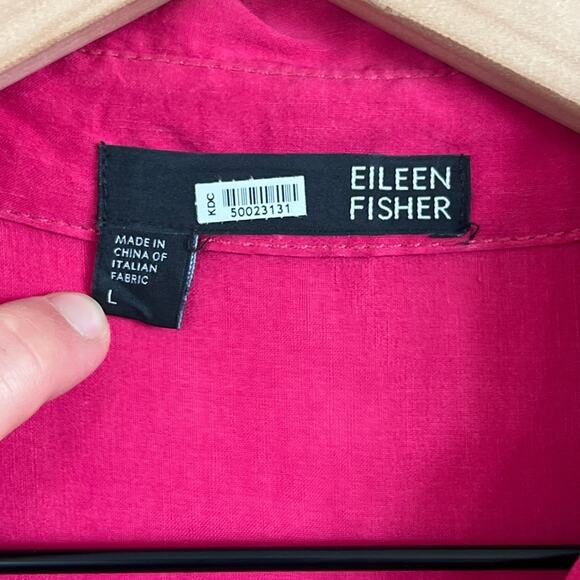 EILEEN
FISHER
KDC
50023131
MADE IN
CHINA OF
ITALIAN
FABRIC
L